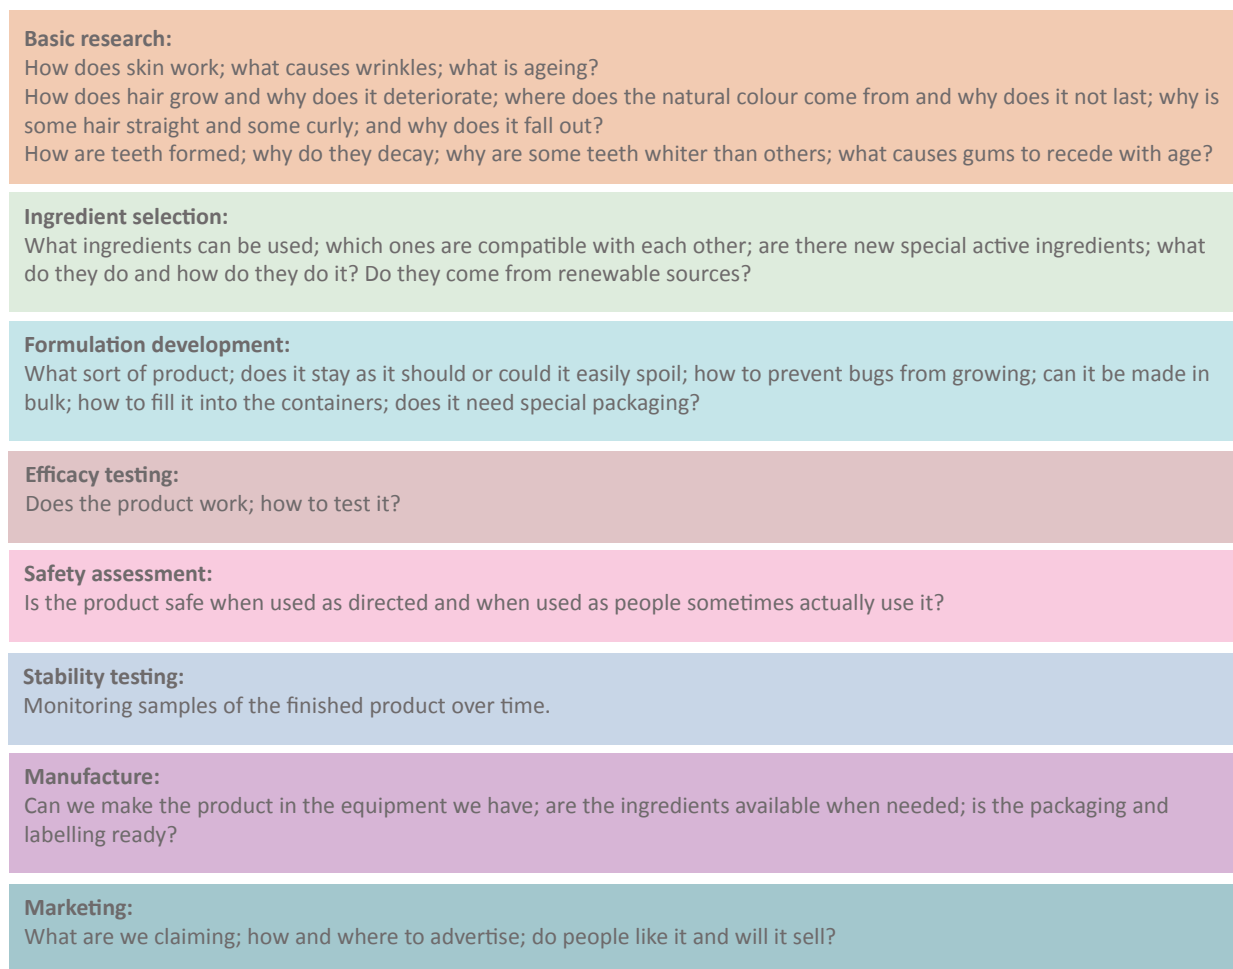 Basic research:
How does skin work; what causes wrinkles; what is ageing?
How does hair grow and why does it deteriorate; where does the natural colour come from and why does it not last; why is
some hair straight and some curly; and why does it fall out?
How are teeth formed; why do they decay; why are some teeth whiter than others; what causes gums to recede with age?
Ingredient selection:
What ingredients can be used; which ones are compatible with each other; are there new special active ingredients; what
do they do and how do they do it? Do they come from renewable sources?
Formulation development:
What sort of product; does it stay as it should or could it easily spoil; how to prevent bugs from growing; can it be made in
bulk; how to fill it into the containers; does it need special packaging?
Efficacy testing:
Does the product work; how to test it?
Safety assessment:
Is the product safe when used as directed and when used as people sometimes actually use it?
Stability testing:
Monitoring samples of the finished product over time.
Manufacture:
Can we make the product in the equipment we have; are the ingredients available when needed; is the packaging and
labelling ready?
Marketing:
What are we claiming; how and where to advertise; do people like it and will it sell?